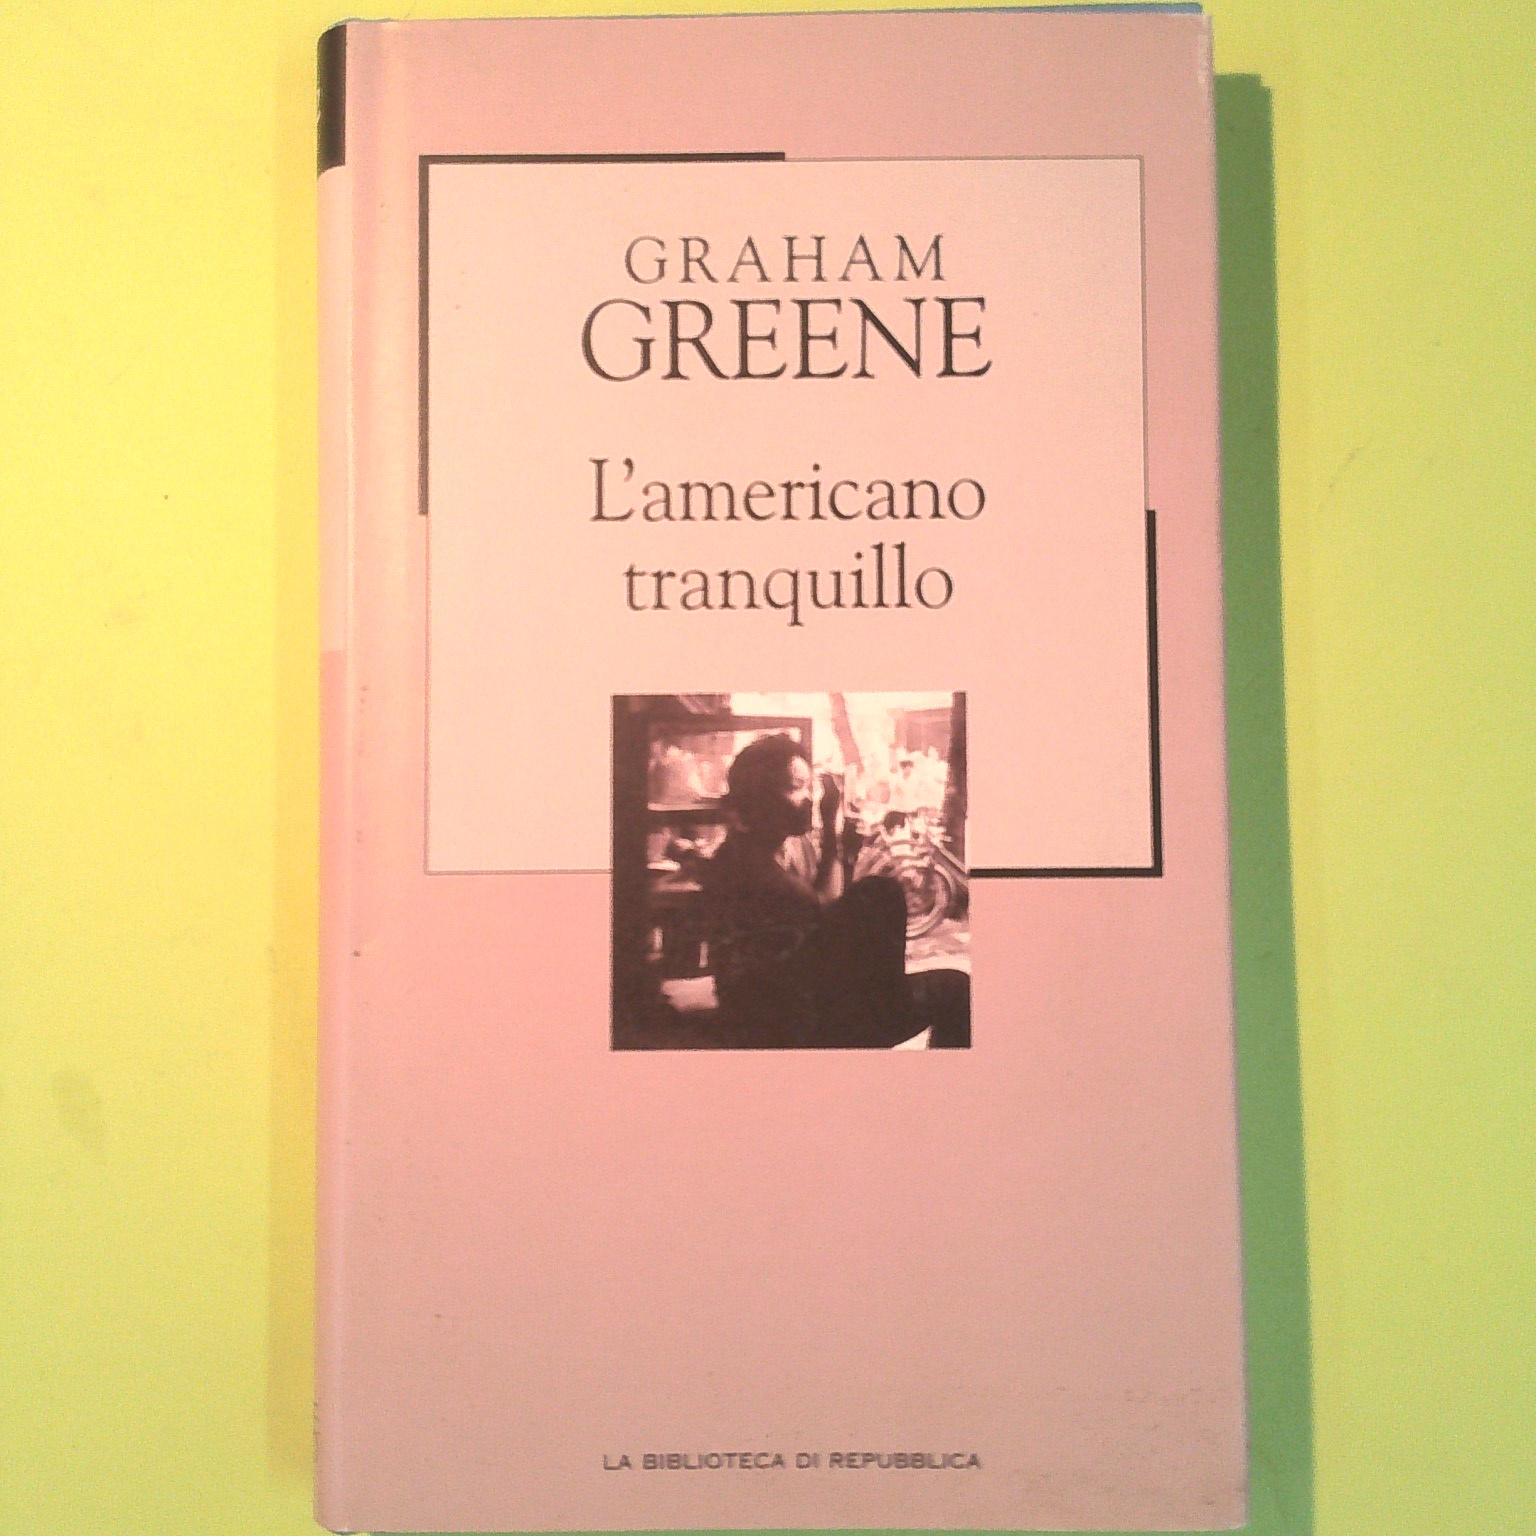 GRAHAM
GREENE
L'americano
tranquillo
LA BIBLIOTECA DI REPUBBLICA